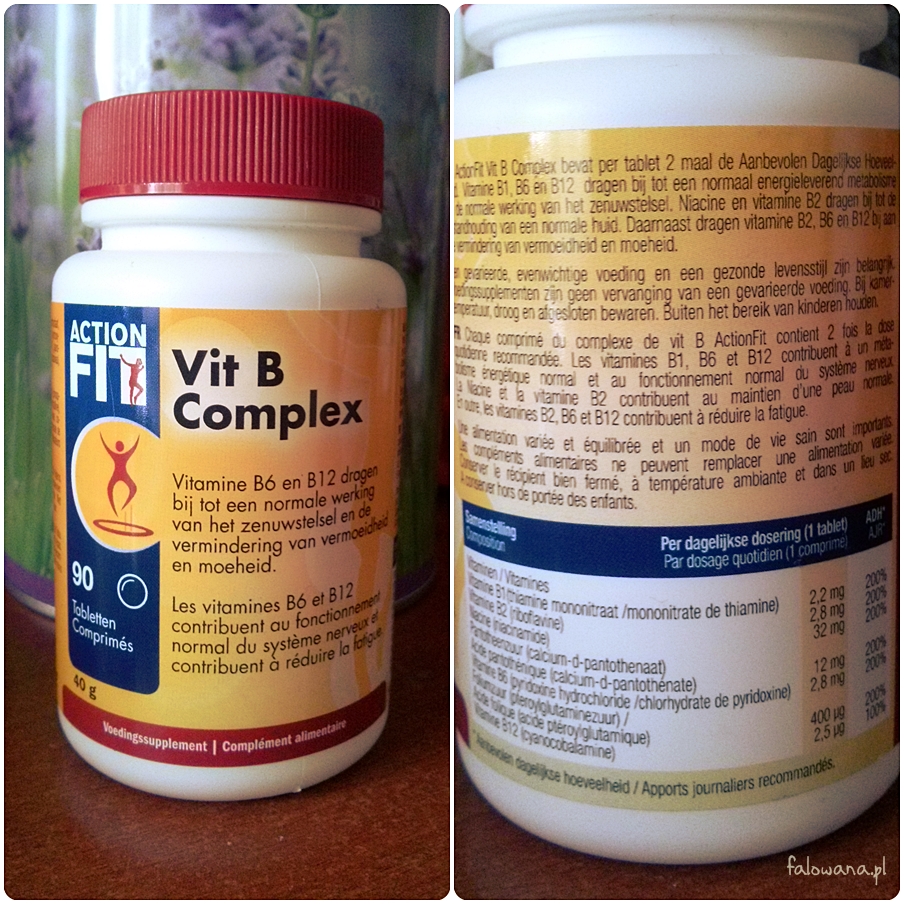 ACTION
FIT
Vit B
Complex
Vitamine B6 en B12 dragen
bij tot een normale werking
van het zenuwstelsel en de
vermindering van vermoeidheid
en moeheid.
Les vitamines B6 et B12
contribuent au fonctionnement
normal du système nerveux et
contribuent à réduire la fatigue.
90
Tabletten
Comprimés
40 g
Voedingssupplement | Complément alimentaire
ActionFit Vit B Complex bevat per tablet 2 maal de Aanbevolen Dagelijkse Hoeveel-
Vitamine B1, B6 en B12 dragen bij tot een normaal energieleverend metabolisme
de normale werking van het zenuwstelsel. Niacine en vitamine B2 dragen bij tot de
van een normale huid. Daarnaast dragen vitamine B2, B6 en B12 bij aan
vermindering van vermoeidheid en moeheid.
gevarieerde, evenwichtige voeding en een gezonde levensstijl zijn belangrijk.
zijn geen vervanging van een gevarieerde voeding. Bij kamer-
droog en afgesloten bewaren. Buiten het bereik van kinderen houden.
FR Chaque comprimé du complexe de vit B ActionFit contient 2 fois la dose
quotidienne recommandée. Les vitamines B1, B6 et B12 contribuent à un méta-
énergétique normal et au fonctionnement normal du système nerveux.
La Niacine et la vitamine B2 contribuent au maintien d'une peau normale.
En outre, les vitamines B2, B6 et B12 contribuent à réduire la fatigue.
Une alimentation variée et équilibrée et un mode de vie sain sont importants.
Les compléments alimentaires ne peuvent remplacer une alimentation variée.
Conserver le récipient bien fermé, à température ambiante et dans un lieu sec.
A conserver hors de portée des enfants.
Samenstelling Per dagelijkse dosering (1 tablet) ADH*
Composition Par dosage quotidien (1 comprimé) AJR*
Vitaminen / Vitamines
Vitamine B1(thiamine mononitraat /mononitrate de thiamine) 2,2 mg 200%
Vitamine B2 (riboflavine) 2,8 mg 200%
Niacine (niacinamide) 32 mg 200%
Pantotheenzuur (calcium-d-pantothenaat)
Acide pantothénique (calcium-d-pantothénate) 12 mg 200%
Vitamine B6 (pyridoxine hydrochloride /chlorhydrate de pyridoxine) 2,8 mg 200%
Foliumzuur (pteroylglutaminezuur) /
Acide folique (acide ptéroylglutamique) 400 µg 200%
Vitamine B12 (cyanocobalamine) 2,5 µg 100%
* Aanbevolen dagelijkse hoeveelheid / Apports journaliers recommandés.
falowana.pl